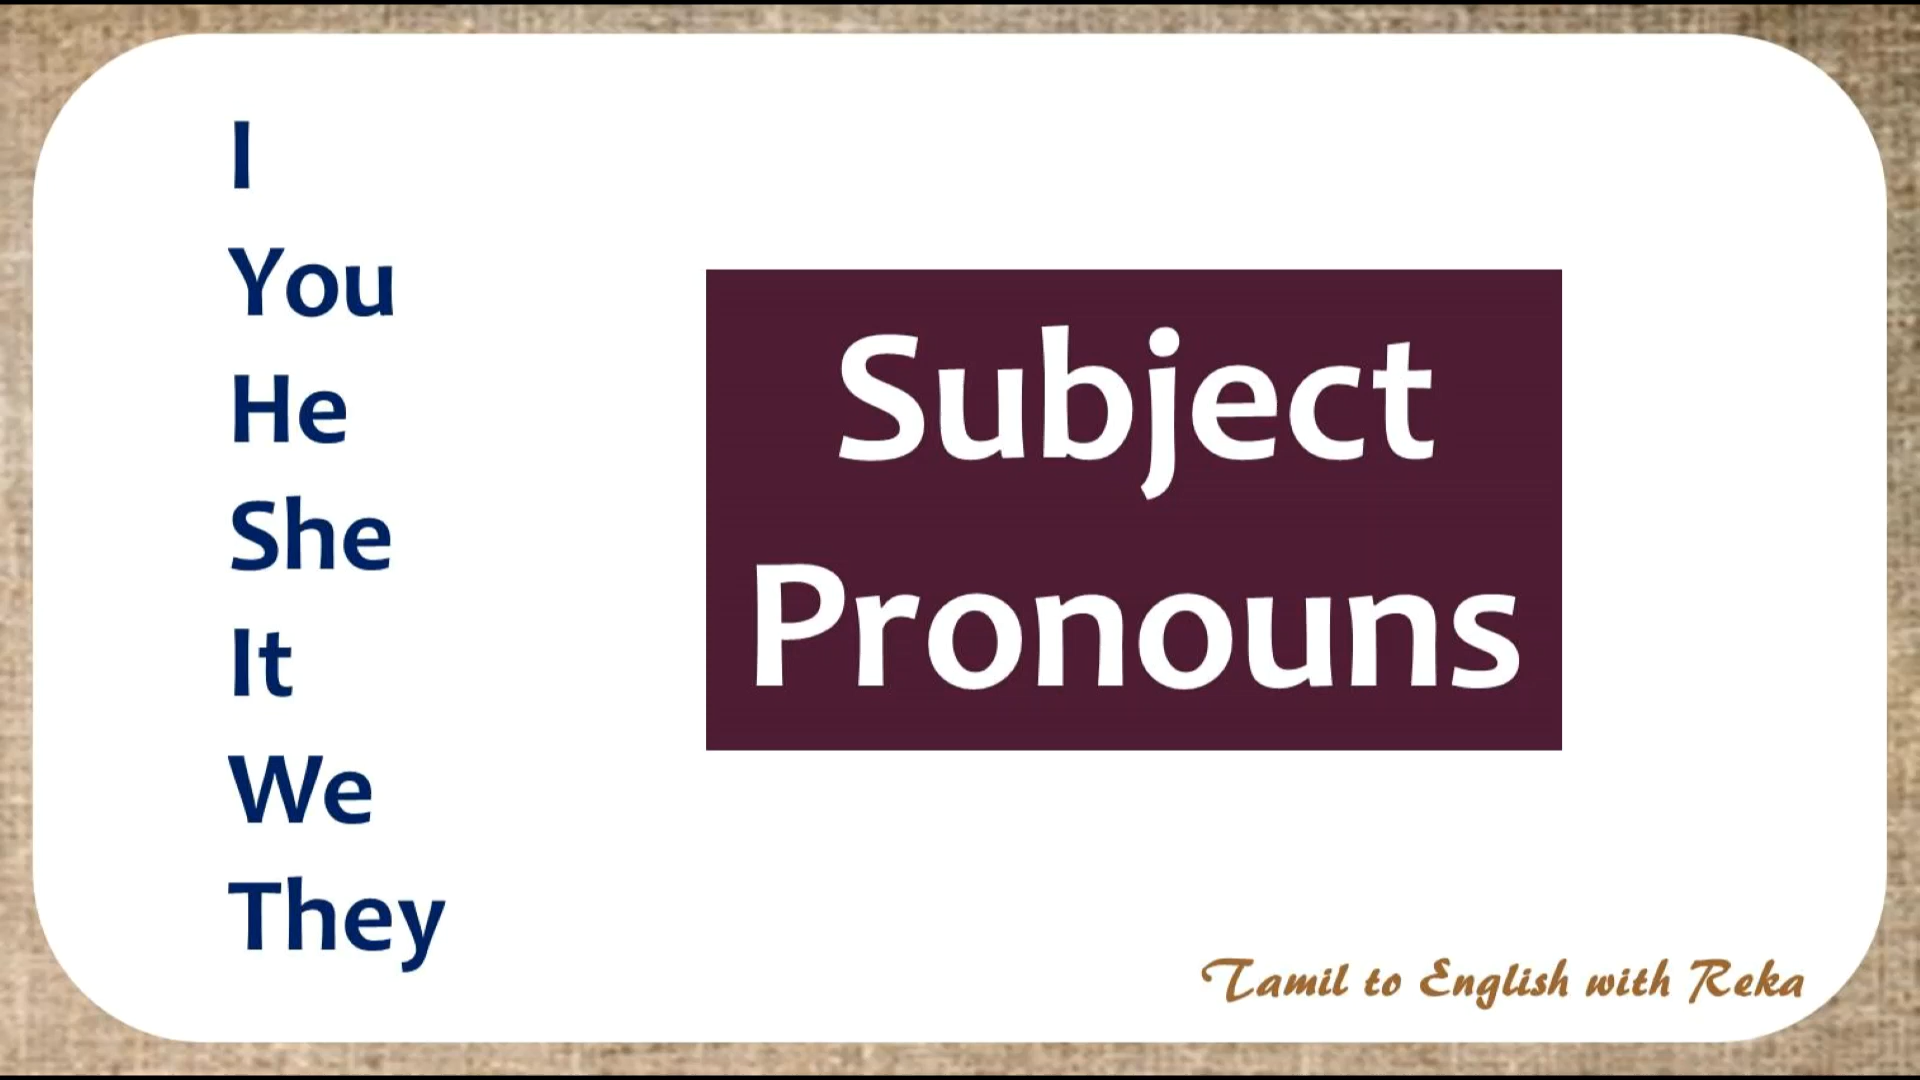 I
You
He
She
It
We
They
Subject
Pronouns
Tamil to English with Reka